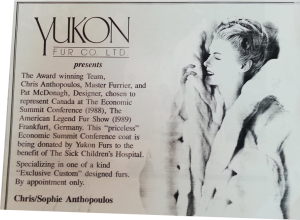 YUKON
FUR CO. LTD.
presents
The Award winning Team,
Chris Anthopoulos, Master Furrier, and
Pat McDonagh, Designer, chosen to
represent Canada at The Economic
Summit Conference (1988), The
American Legend Fur Show (1989)
Frankfurt, Germany. This "priceless"
Economic Summit Conference coat is
being donated by Yukon Furs to the
benefit of The Sick Children's Hospital.
Specializing in one of a kind
"Exclusive Custom" designed furs.
By appointment only.
Chris/Sophie Anthopoulos